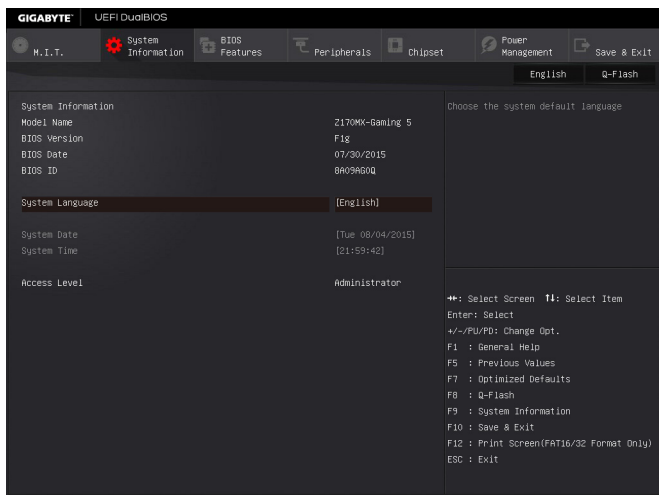 GIGABYTE™ UEFI DualBIOS
M.I.T.
System Information
BIOS Features
Peripherals
Chipset
Power Management
Save & Exit
English Q-Flash
System Information
Model Name Z170MX-Gaming 5
BIOS Version F1g
BIOS Date 07/30/2015
BIOS ID 8A09AG0Q
System Language [English]
System Date [Tue 08/04/2015]
System Time [21:59:42]
Access Level Administrator
Choose the system default language
→←: Select Screen ↑↓: Select Item
Enter: Select
+/-/PU/PD: Change Opt.
F1 : General Help
F5 : Previous Values
F7 : Optimized Defaults
F8 : Q-Flash
F9 : System Information
F10 : Save & Exit
F12 : Print Screen(FAT16/32 Format Only)
ESC : Exit